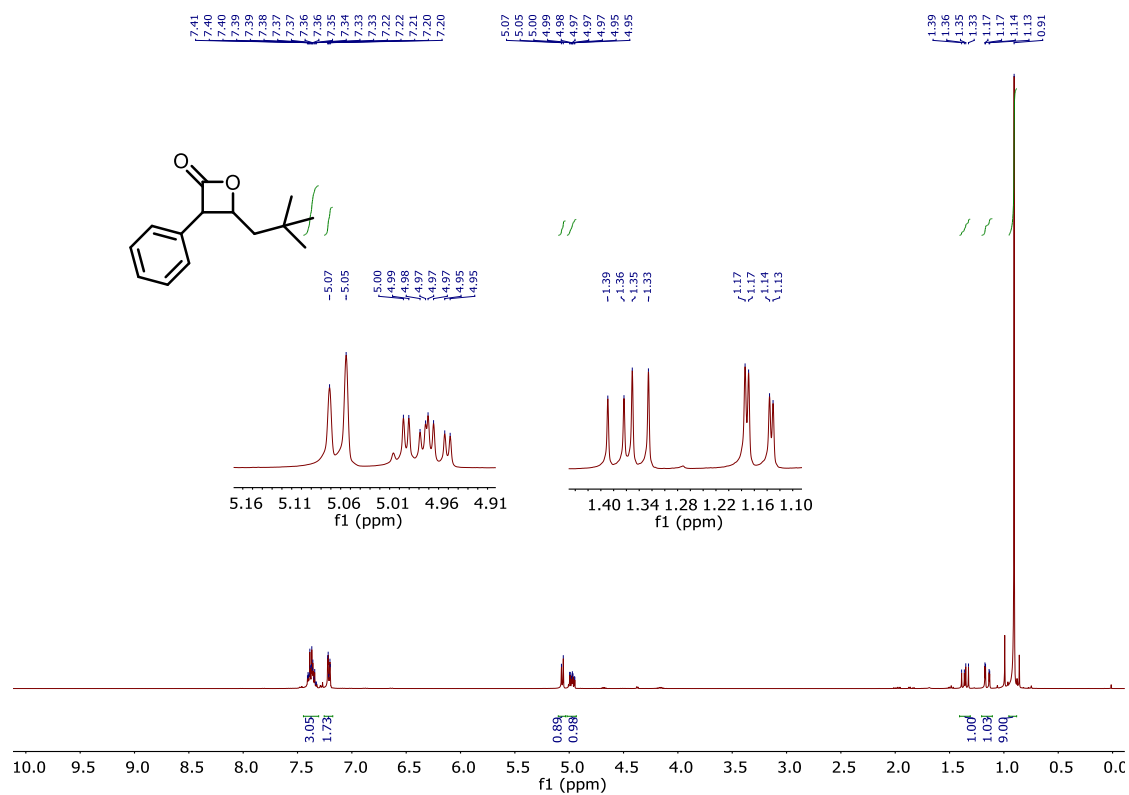 7.41 7.40 7.40 7.39 7.39 7.38 7.37 7.37 7.36 7.36 7.35 7.34 7.33 7.33 7.22 7.22 7.21 7.20 7.20 5.07 5.05 5.00 4.99 4.98 4.97 4.97 4.97 4.95 4.95 1.39 1.36 1.35 1.33 1.17 1.17 1.14 1.13 0.91
O
O
5.07 5.05 5.00 4.99 4.98 4.97 4.97 4.97 4.95 4.95 1.39 1.36 1.35 1.33 1.17 1.17 1.14 1.13
5.16 5.11 5.06 5.01 4.96 4.91
f1 (ppm)
1.40 1.34 1.28 1.22 1.16 1.10
f1 (ppm)
3.05 1.73 0.89 0.98 1.00 1.03 9.00
10.0 9.5 9.0 8.5 8.0 7.5 7.0 6.5 6.0 5.5 5.0 4.5 4.0 3.5 3.0 2.5 2.0 1.5 1.0 0.5 0.0
f1 (ppm)